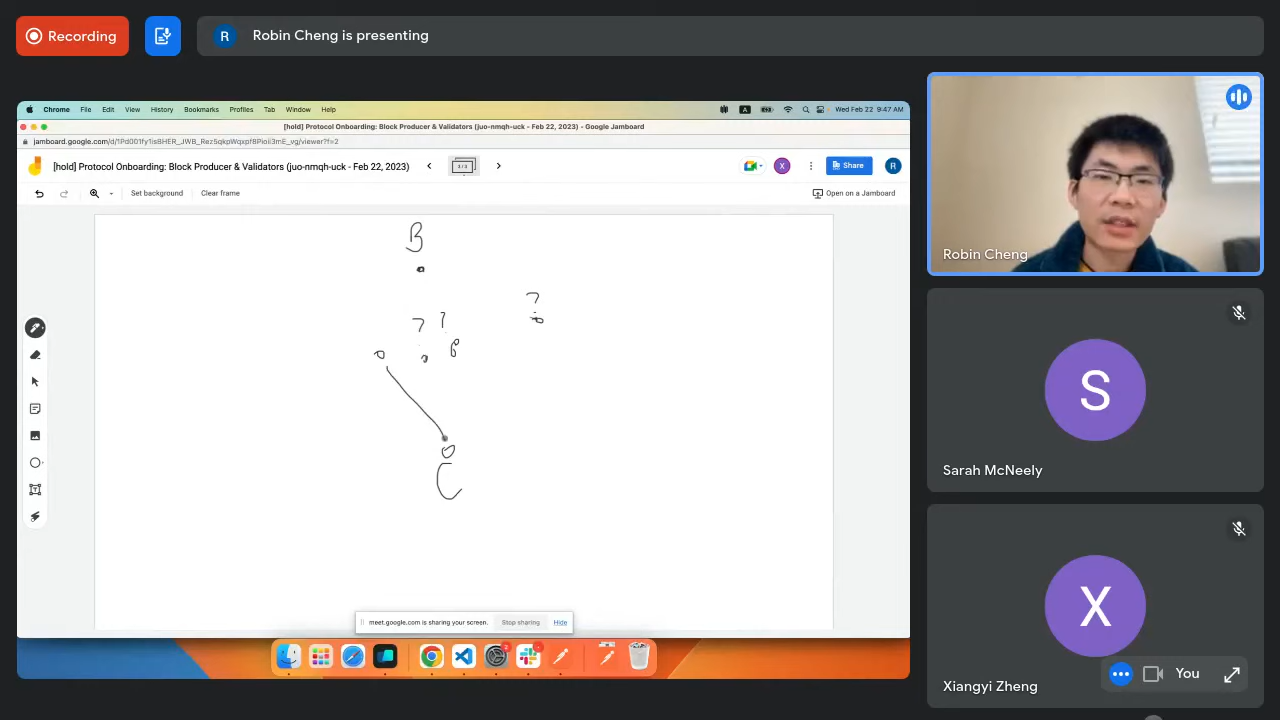 Recording
R
Robin Cheng is presenting
Chrome File Edit View History Bookmarks Profiles Tab Window Help
A
Wed Feb 22 9:47 AM
[hold] Protocol Onboarding: Block Producer & Validators (juo-nmqh-uck - Feb 22, 2023) - Google Jamboard
[hold] Protocol Onboarding: Block Producer & Validators (juo-nmqh-uck - Feb 22, 2023)
X
Share
R
Set background
Clear frame
Open on a Jamboard
B
?
? ?
C
meet.google.com is sharing your screen.
Stop sharing
Hide
Robin Cheng
S
Sarah McNeely
X
Xiangyi Zheng
You